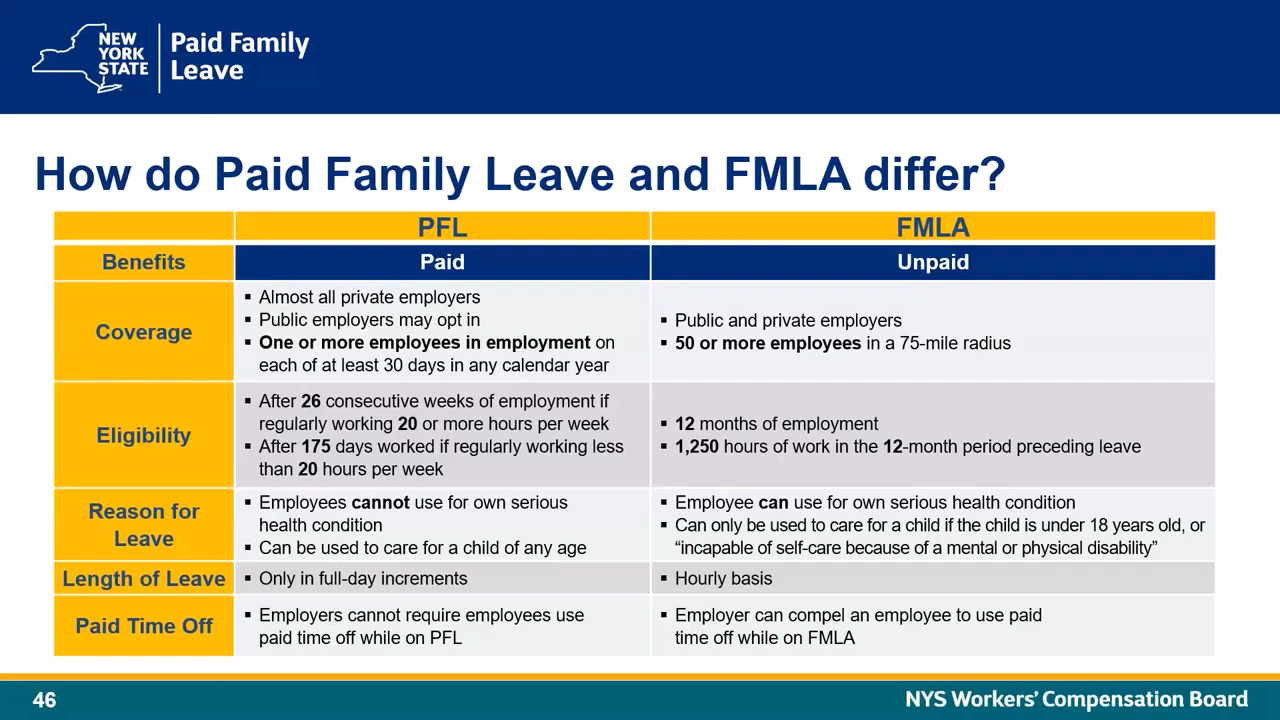 NEW
YORK
STATE
Paid Family
Leave
How do Paid Family Leave and FMLA differ?
PFL
FMLA
Benefits
Paid
Unpaid
Coverage
▪ Almost all private employers
▪ Public employers may opt in
▪ One or more employees in employment on
each of at least 30 days in any calendar year
▪ Public and private employers
▪ 50 or more employees in a 75-mile radius
Eligibility
▪ After 26 consecutive weeks of employment if
regularly working 20 or more hours per week
▪ After 175 days worked if regularly working less
than 20 hours per week
▪ 12 months of employment
▪ 1,250 hours of work in the 12-month period preceding leave
Reason for
Leave
▪ Employees cannot use for own serious
health condition
▪ Can be used to care for a child of any age
▪ Employee can use for own serious health condition
▪ Can only be used to care for a child if the child is under 18 years old, or
“incapable of self-care because of a mental or physical disability”
Length of Leave
▪ Only in full-day increments
▪ Hourly basis
Paid Time Off
▪ Employers cannot require employees use
paid time off while on PFL
▪ Employer can compel an employee to use paid
time off while on FMLA
46
NYS Workers’ Compensation Board